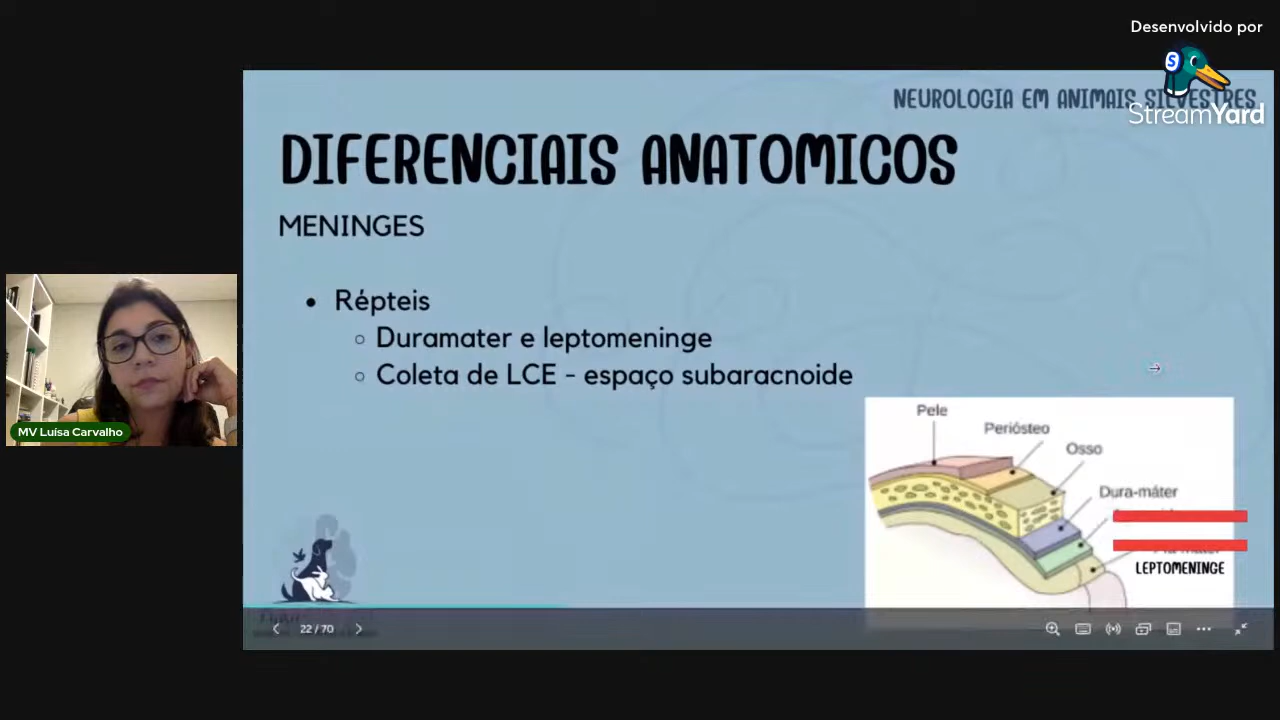 Desenvolvido por
StreamYard
NEUROLOGIA EM ANIMAIS SILVESTRES
DIFERENCIAIS ANATOMICOS
MENINGES
• Répteis
○ Duramater e leptomeninge
○ Coleta de LCE - espaço subaracnoide
Pele
Periósteo
Osso
Dura-máter
LEPTOMENINGE
MV Luísa Carvalho
22 / 70